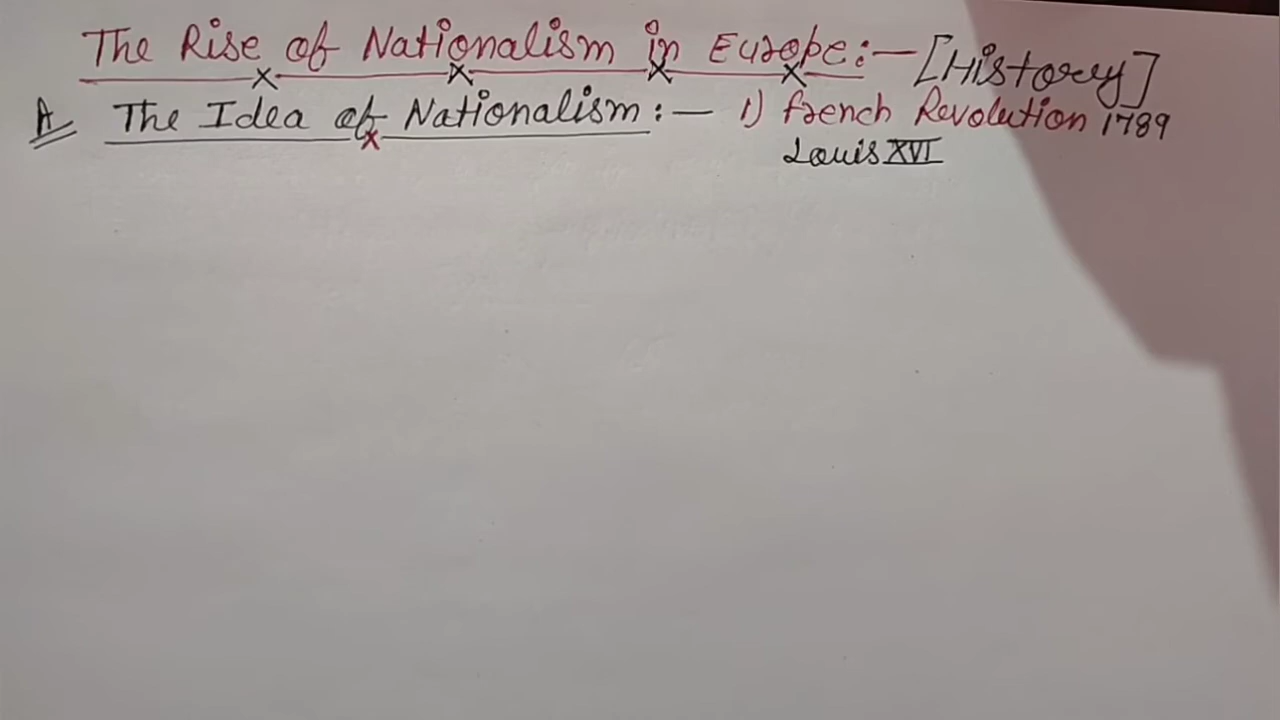 The Rise of Nationalism in Europe:— [History]
A The Idea of Nationalism:— 1) French Revolution 1789
Louis XVI